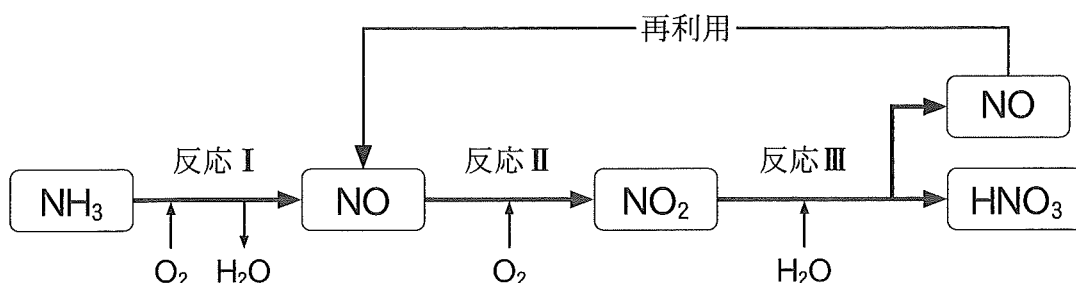 再利用
NO
反応 I
反応 II
反応 III
NH₃
NO
NO₂
HNO₃
O₂
H₂O
O₂
H₂O